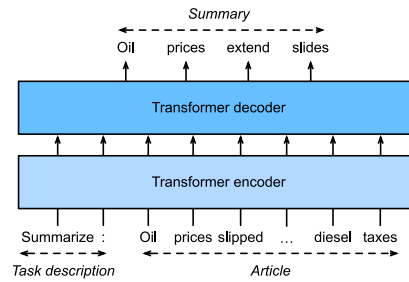 Summary
Oil prices extend slides
Transformer decoder
Transformer encoder
Summarize : Oil prices slipped ... diesel taxes
Task description Article